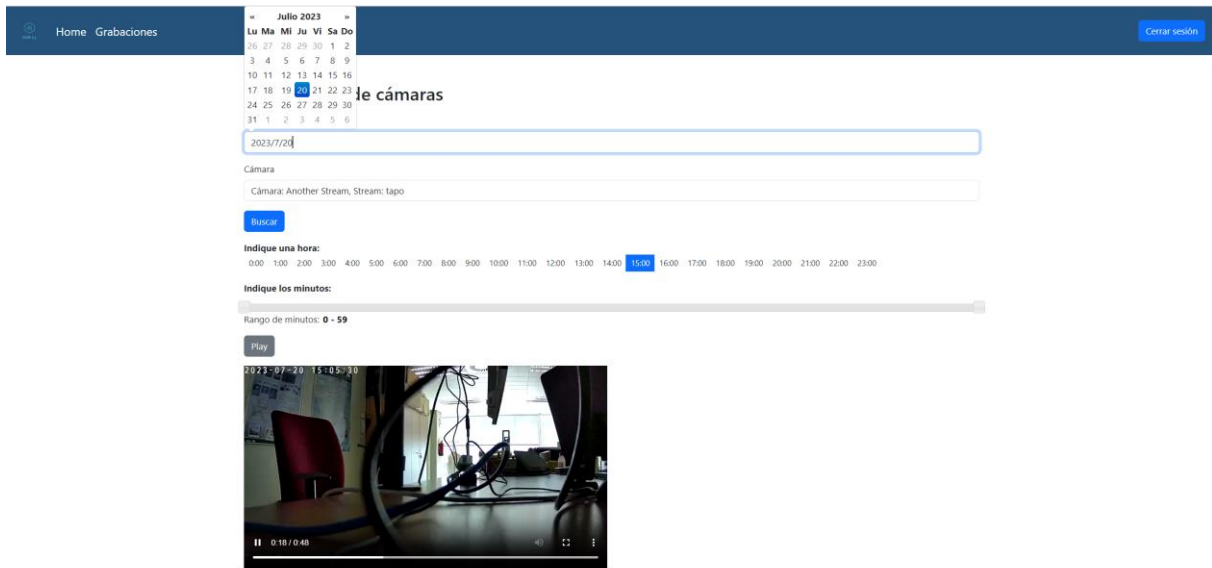 Home Grabaciones
Cerrar sesión
« Julio 2023 »
Lu Ma Mi Ju Vi Sa Do
26 27 28 29 30 1 2
3 4 5 6 7 8 9
10 11 12 13 14 15 16
17 18 19 20 21 22 23
24 25 26 27 28 29 30
31 1 2 3 4 5 6
de cámaras
2023/7/20
Cámara
Cámara: Another Stream, Stream: tapo
Buscar
Indique una hora:
0:00 1:00 2:00 3:00 4:00 5:00 6:00 7:00 8:00 9:00 10:00 11:00 12:00 13:00 14:00 15:00 16:00 17:00 18:00 19:00 20:00 21:00 22:00 23:00
Indique los minutos:
Rango de minutos: 0 - 59
Play
2023-07-20 15:05:30
0:18 / 0:48